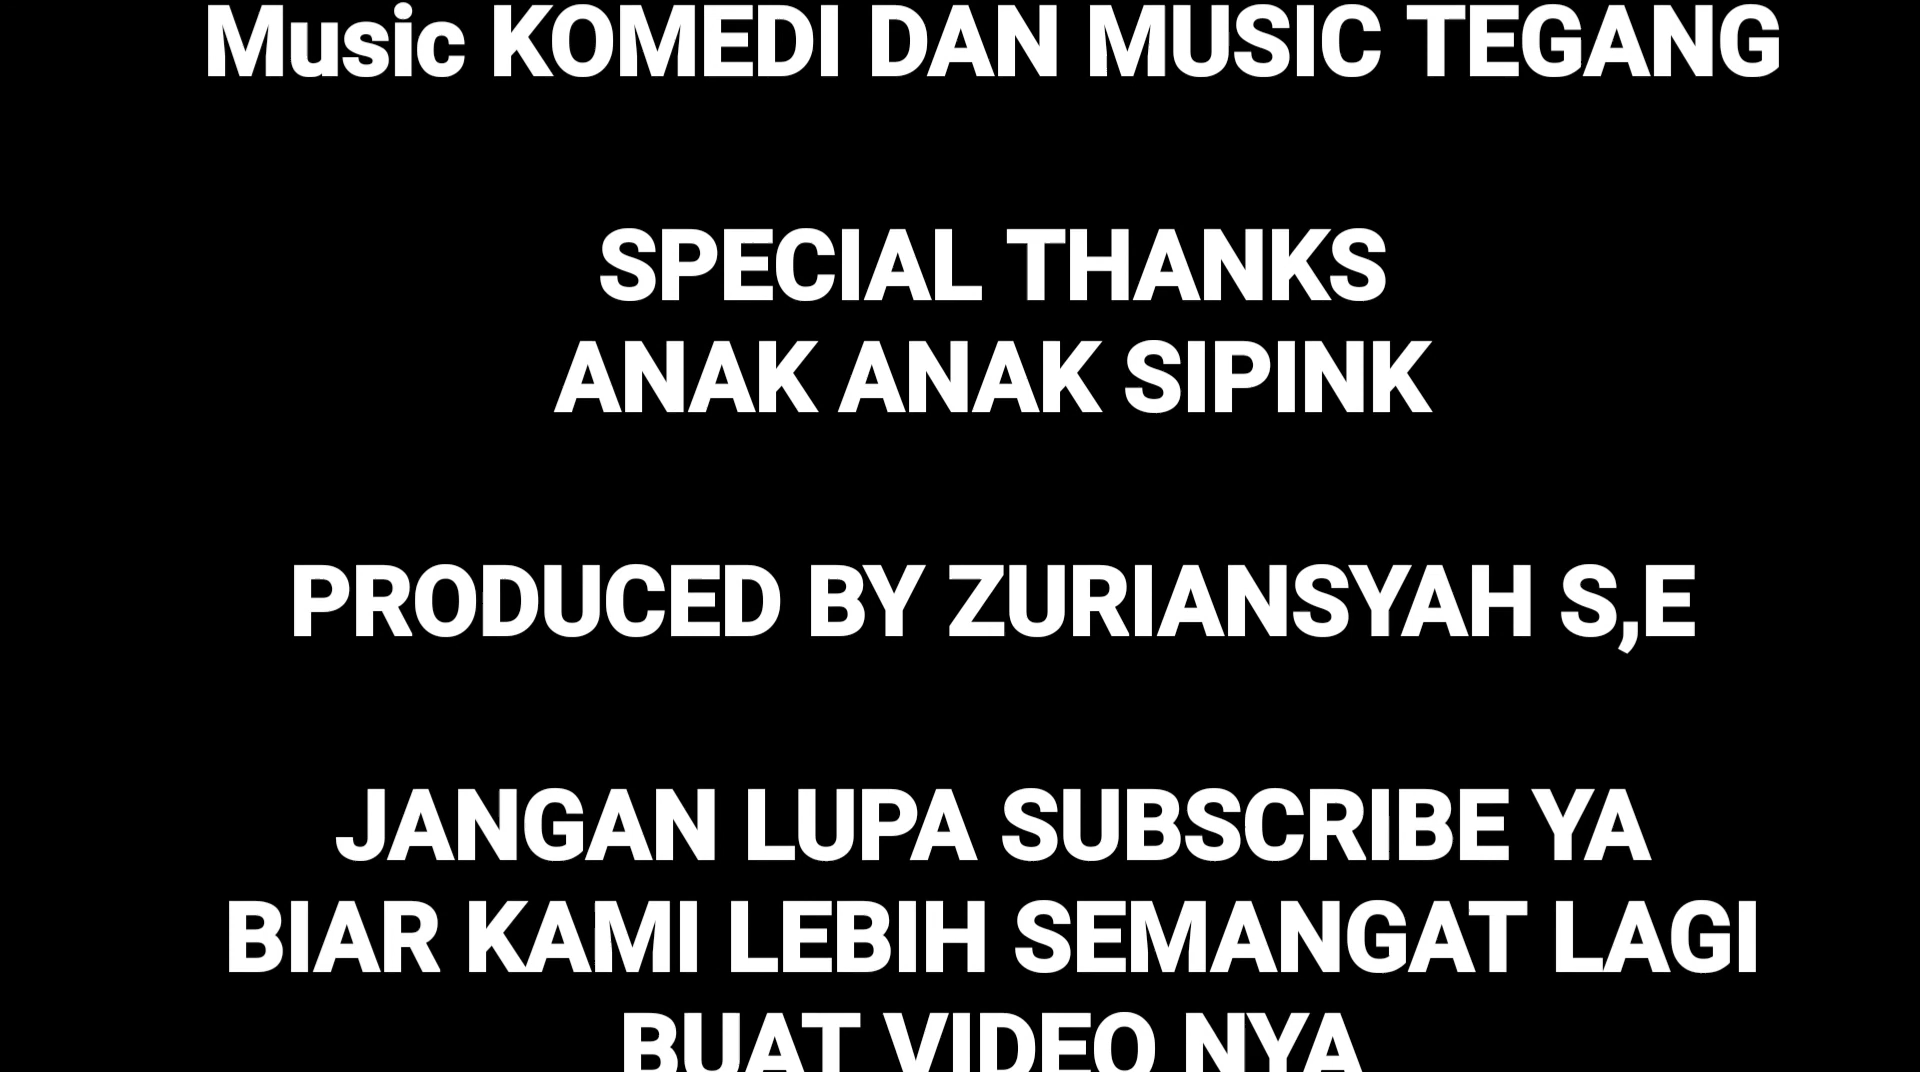 Music KOMEDI DAN MUSIC TEGANG
SPECIAL THANKS
ANAK ANAK SIPINK
PRODUCED BY ZURIANSYAH S,E
JANGAN LUPA SUBSCRIBE YA
BIAR KAMI LEBIH SEMANGAT LAGI
BUAT VIDEO NYA